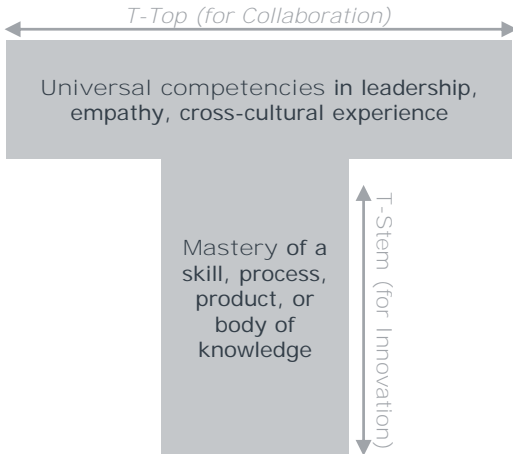 T-Top (for Collaboration)
Universal competencies in leadership,
empathy, cross-cultural experience
Mastery of a
skill, process,
product, or
body of
knowledge
T-Stem (for Innovation)